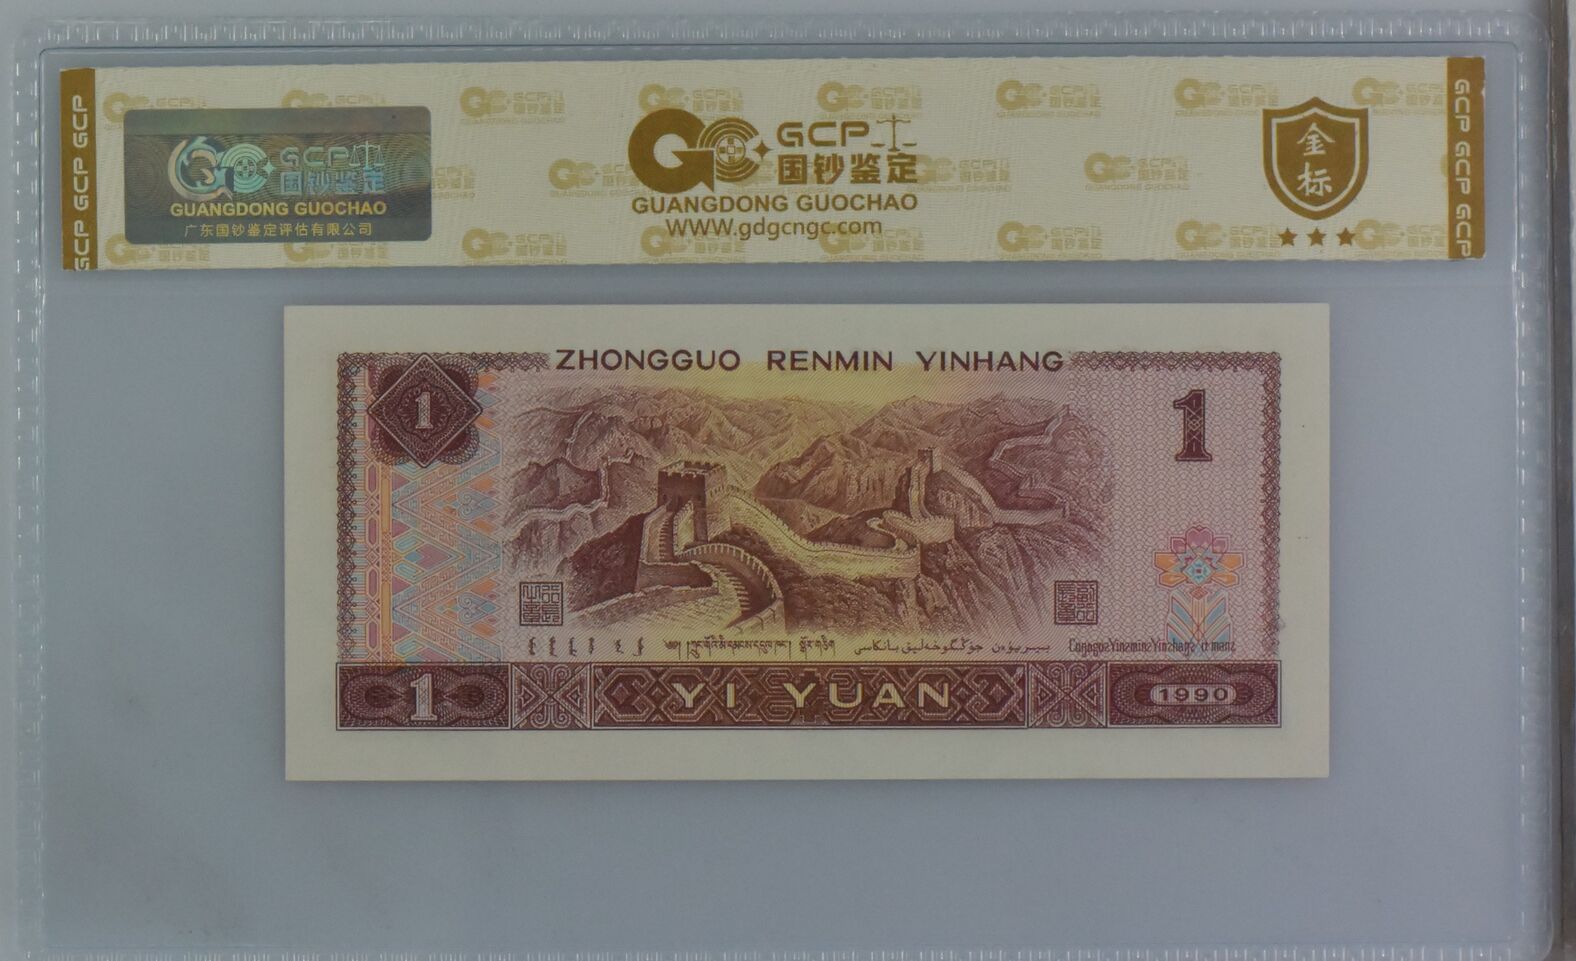 GCP GCP GCP
GCP 国钞鉴定
GUANGDONG GUOCHAO
广东国钞鉴定评估有限公司
GCP
国钞鉴定
GUANGDONG GUOCHAO
WWW.gdgcngc.com
金标
GCP GCP GCP
ZHONGGUO RENMIN YINHANG
1
1
1
YI YUAN
1990